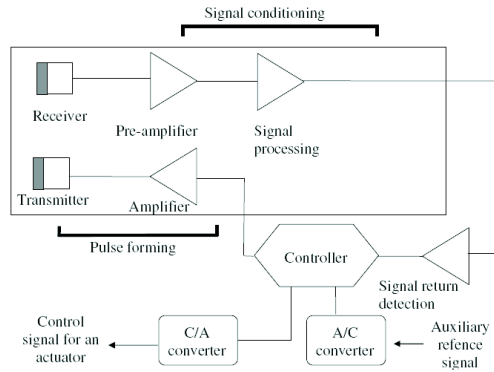 Signal conditioning
Receiver
Pre-amplifier
Signal
processing
Transmitter
Amplifier
Pulse forming
Controller
Signal return
detection
Control
signal for an
actuator
C/A
converter
A/C
converter
Auxiliary
refence
signal